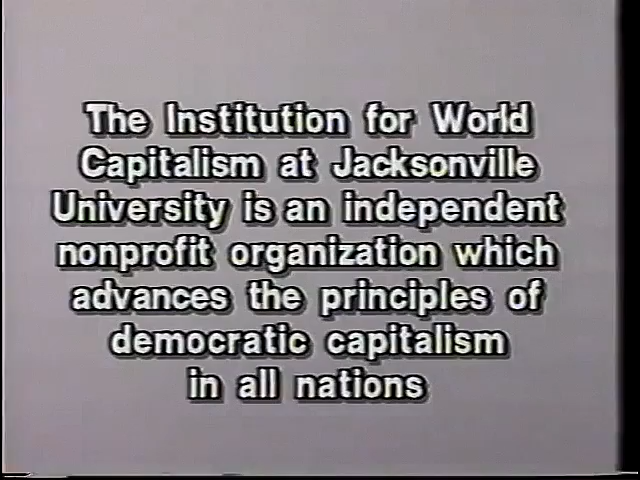 The Institution for World
Capitalism at Jacksonville
University is an independent
nonprofit organization which
advances the principles of
democratic capitalism
in all nations